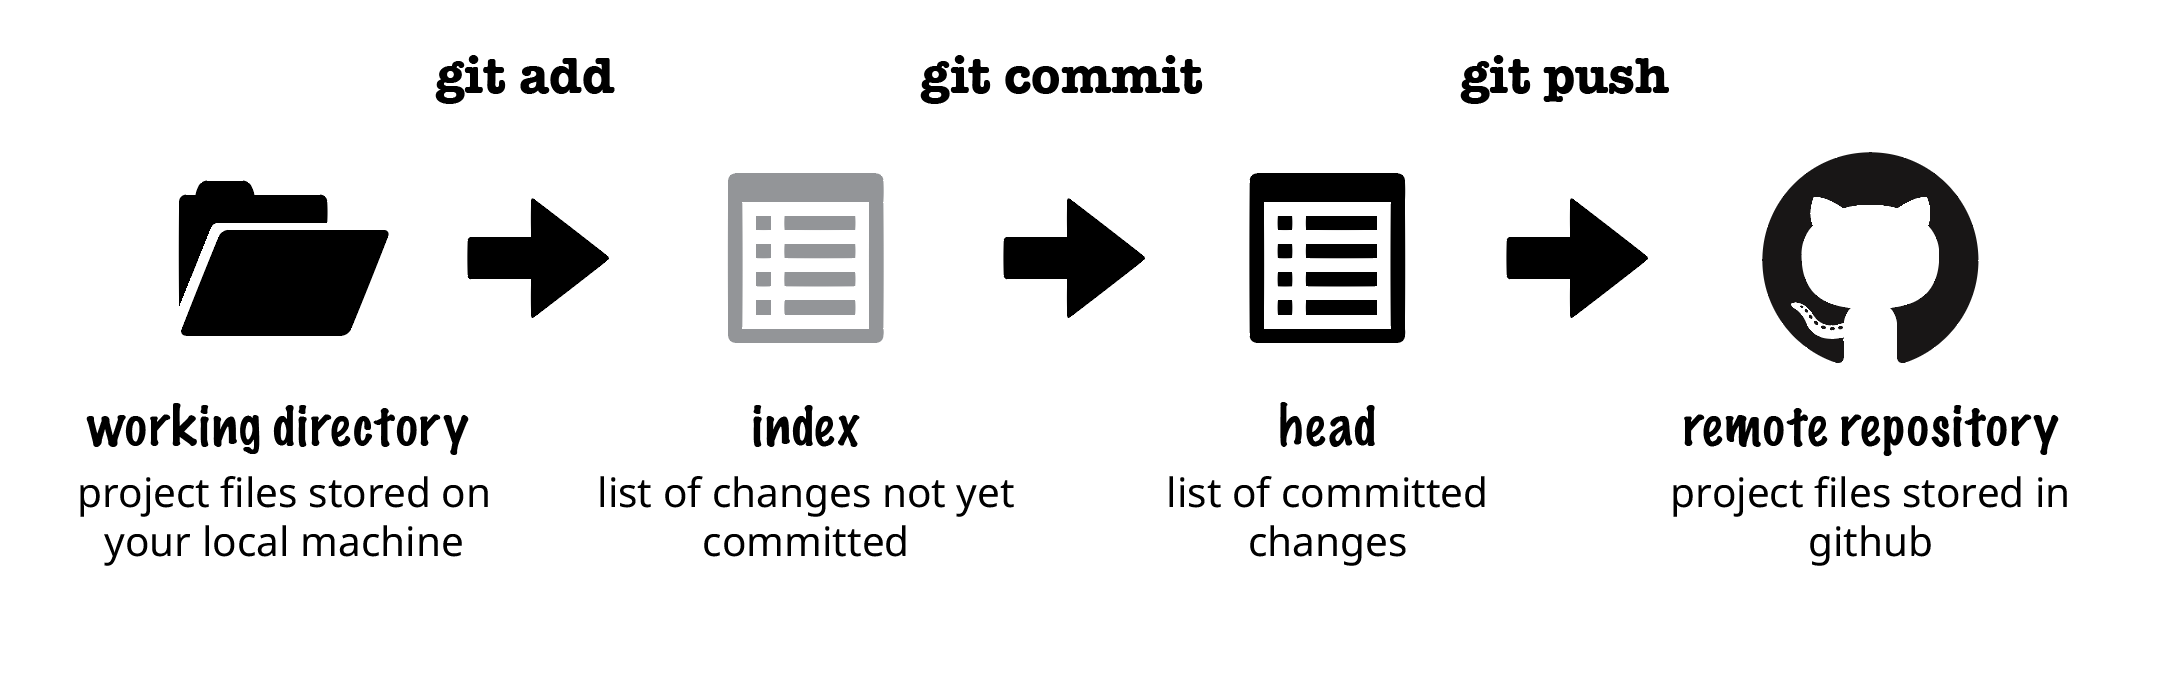 git add
git commit
git push
working directory
project files stored on
your local machine
index
list of changes not yet
committed
head
list of committed
changes
remote repository
project files stored in
github